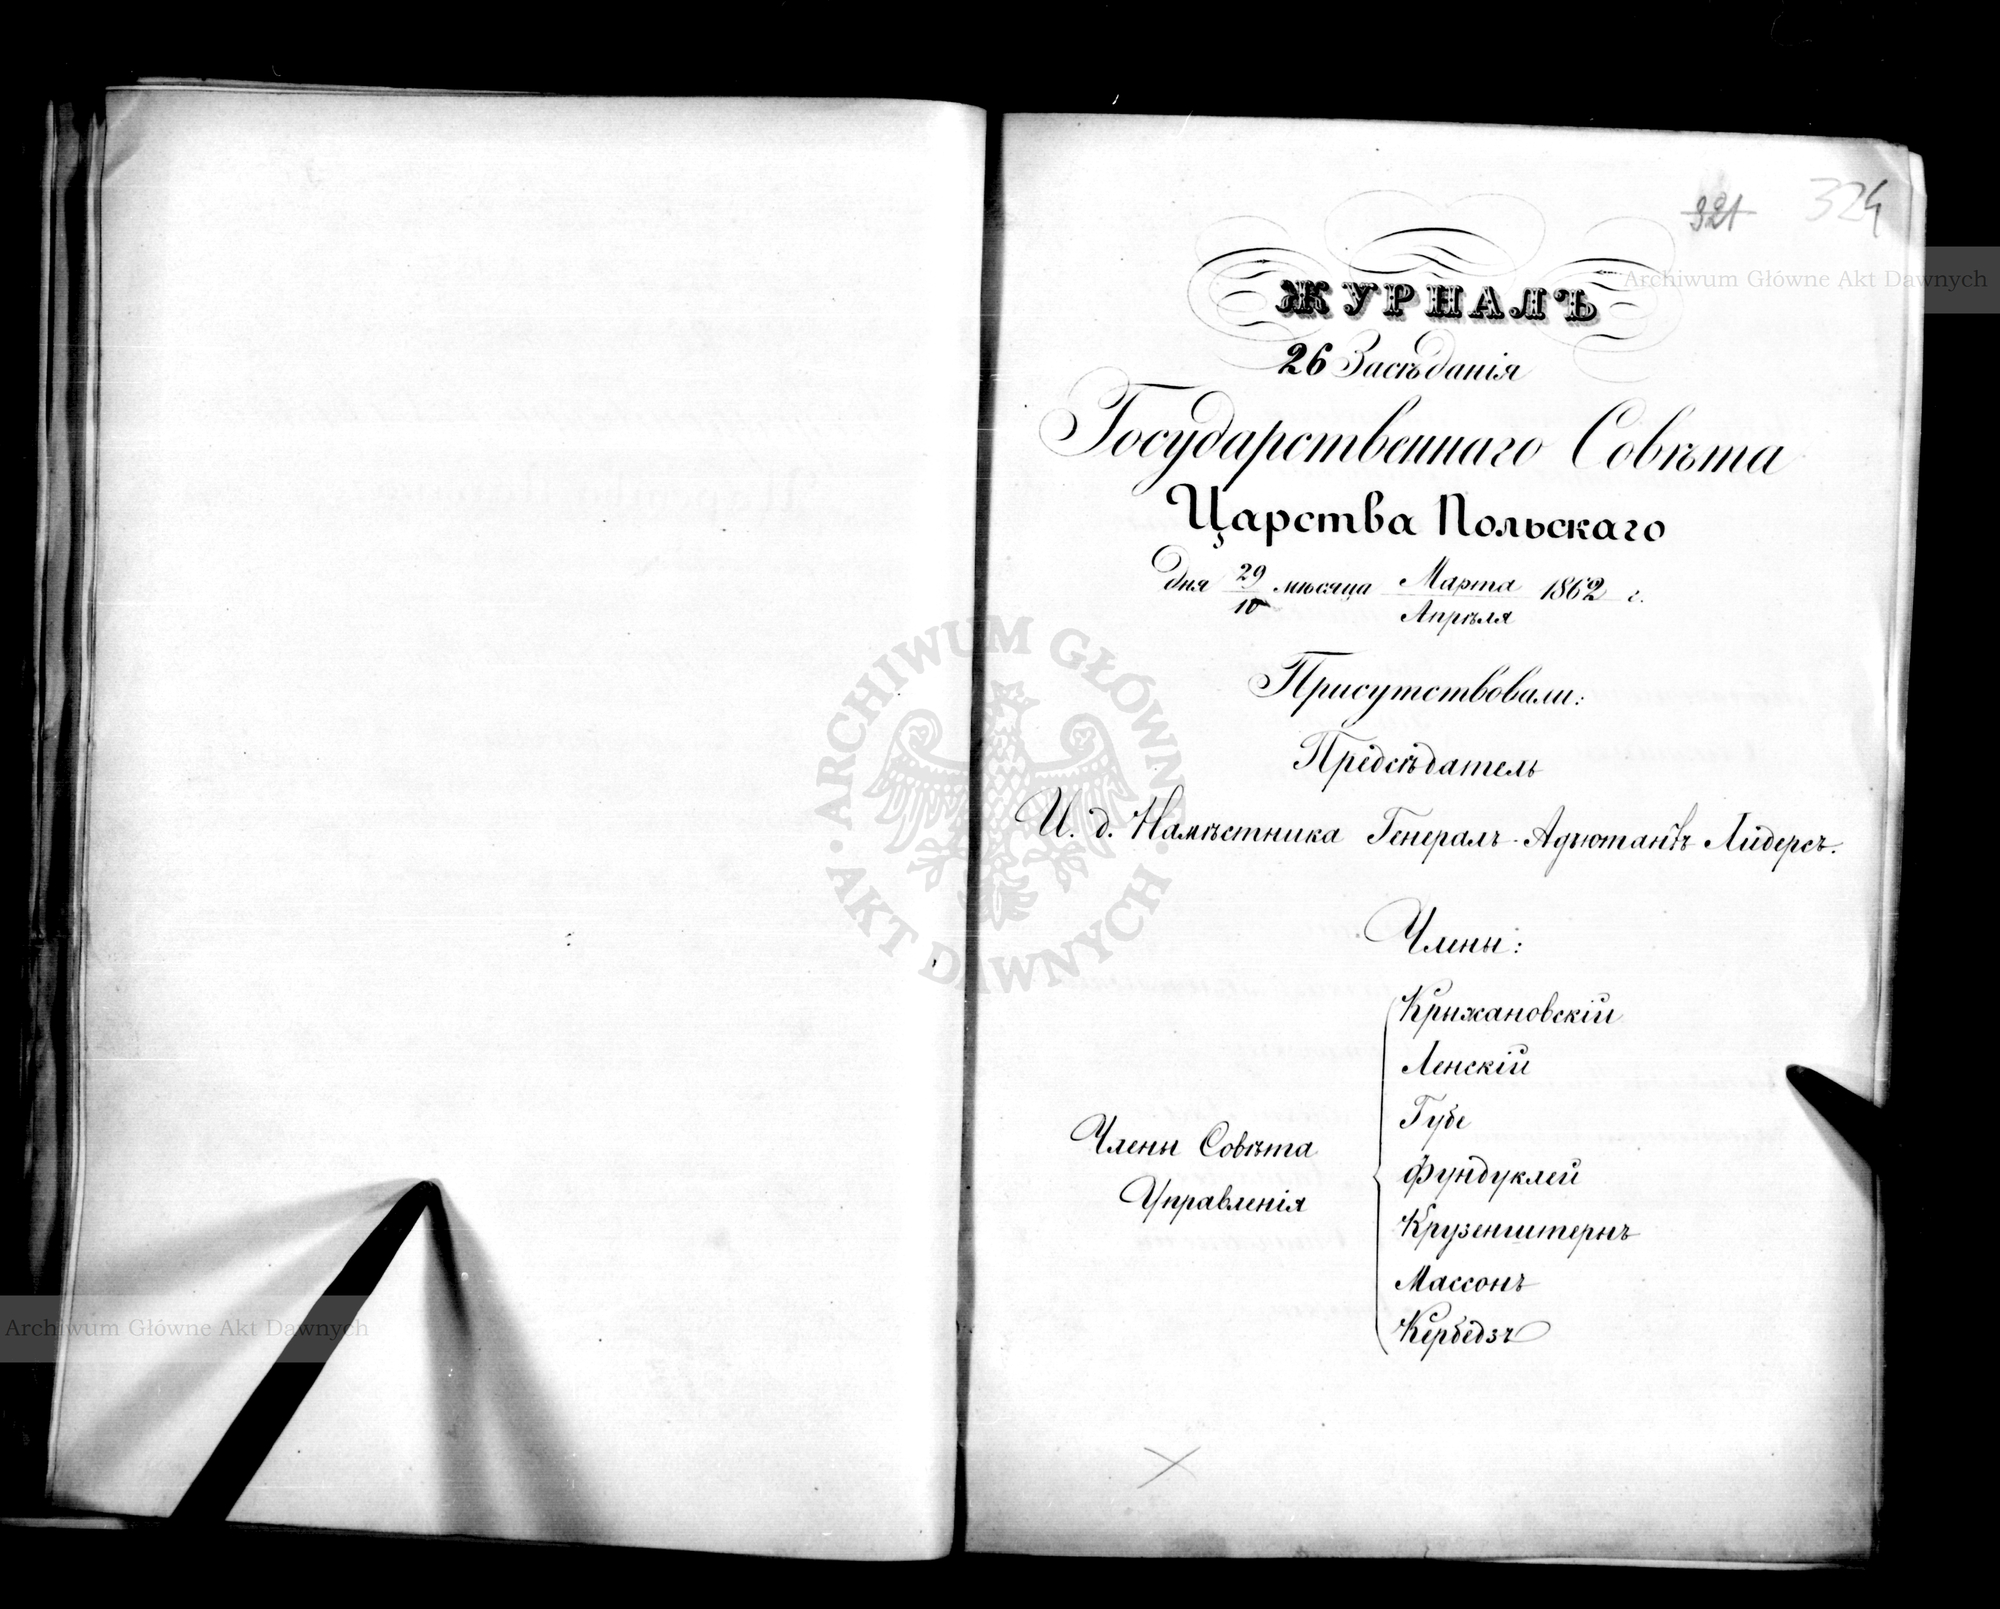 321 324
ЖУРНАЛЪ
26 Засѣданія
Государственнаго Совѣта
Царства Польскаго
дня 29/10 мѣсяца Марта/Апрѣля 1862 г.
Присутствовали:
Предсѣдатель
И. д. Намѣстника Генералъ-Адъютантъ Лидерсъ.
Члены:
Члены Совѣта
Управленія
Крыжановскій
Ленскій
Губе
Фундуклей
Крузенштернъ
Массонъ
Кербедзъ
Archiwum Główne Akt Dawnych
ARCHIWUM GŁÓWNE AKT DAWNYCH
Archiwum Główne Akt Dawnych